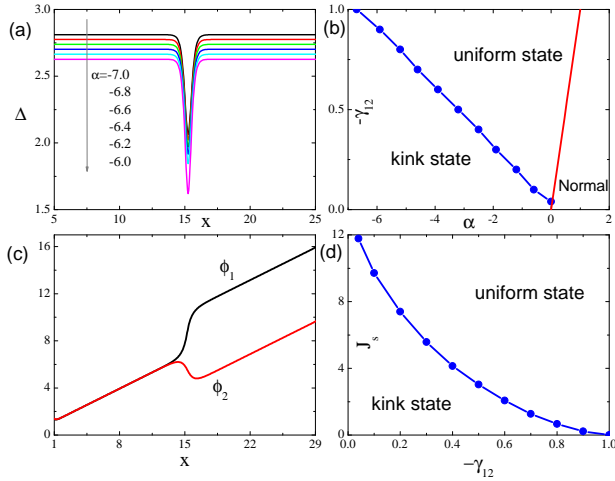 (a)
3.0
2.5
2.0
1.5
Δ
α=-7.0
-6.8
-6.6
-6.4
-6.2
-6.0
5 10 15 20 25
x
(b)
1.0
0.5
0.0
-γ12
uniform state
kink state
Normal
-6 -4 -2 0 2
α
(c)
16
12
8
4
0
ϕ1
ϕ2
1 8 15 22 29
x
(d)
12
8
4
0
Js
uniform state
kink state
0.2 0.4 0.6 0.8 1.0
−γ12